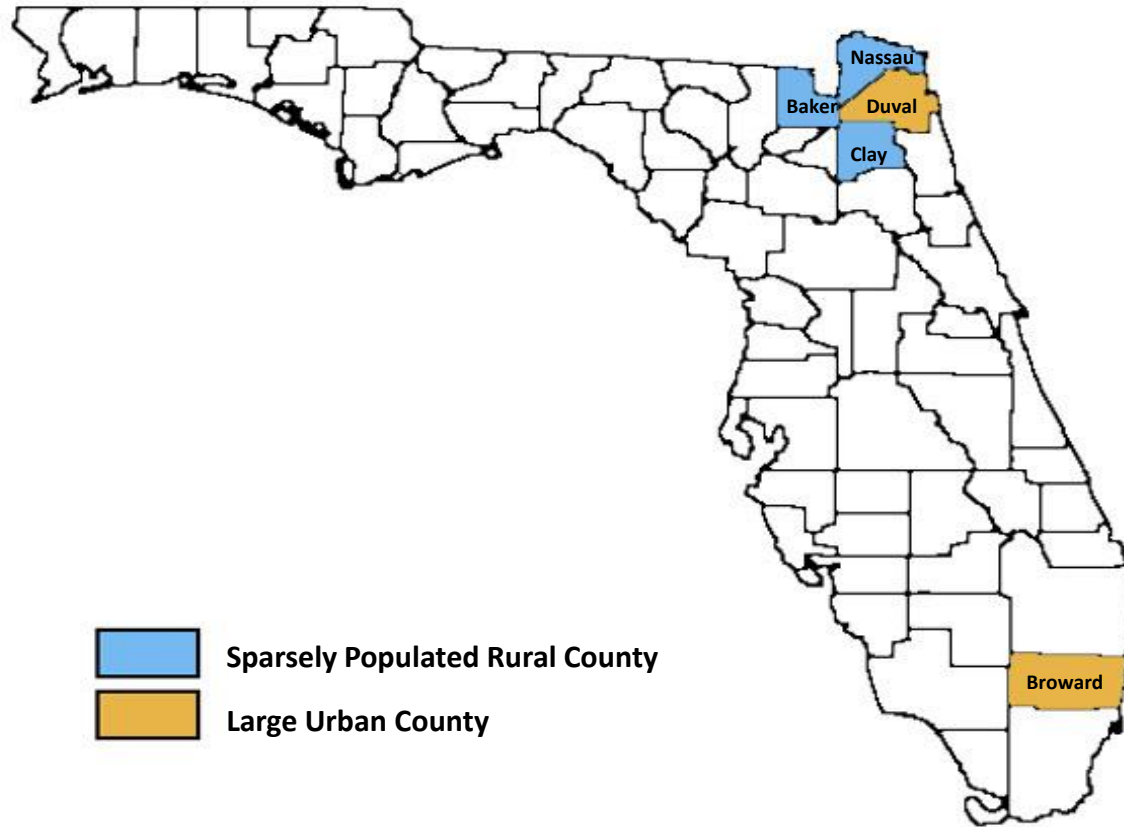 Nassau
Baker
Duval
Clay
Sparsely Populated Rural County
Broward
Large Urban County